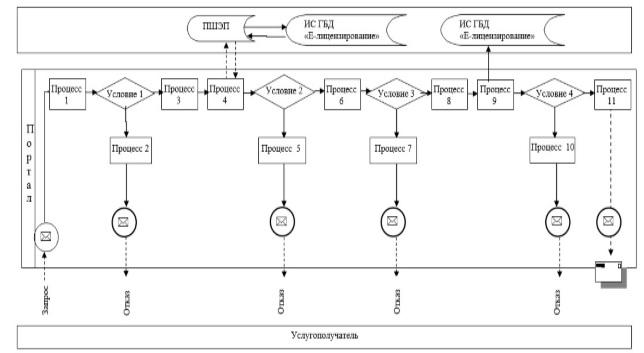 ПШЭП
ИС ГБД
«Е-лицензирование»
ИС ГБД
«Е-лицензирование»
Портал
Процесс
1
Условие 1
Процесс
3
Процесс
4
Условие 2
Процесс
6
Условие 3
Процесс
8
Процесс
9
Условие 4
Процесс
11
Процесс 2
Процесс 5
Процесс 7
Процесс 10
Запрос
Отказ
Отказ
Отказ
Отказ
Услугополучатель